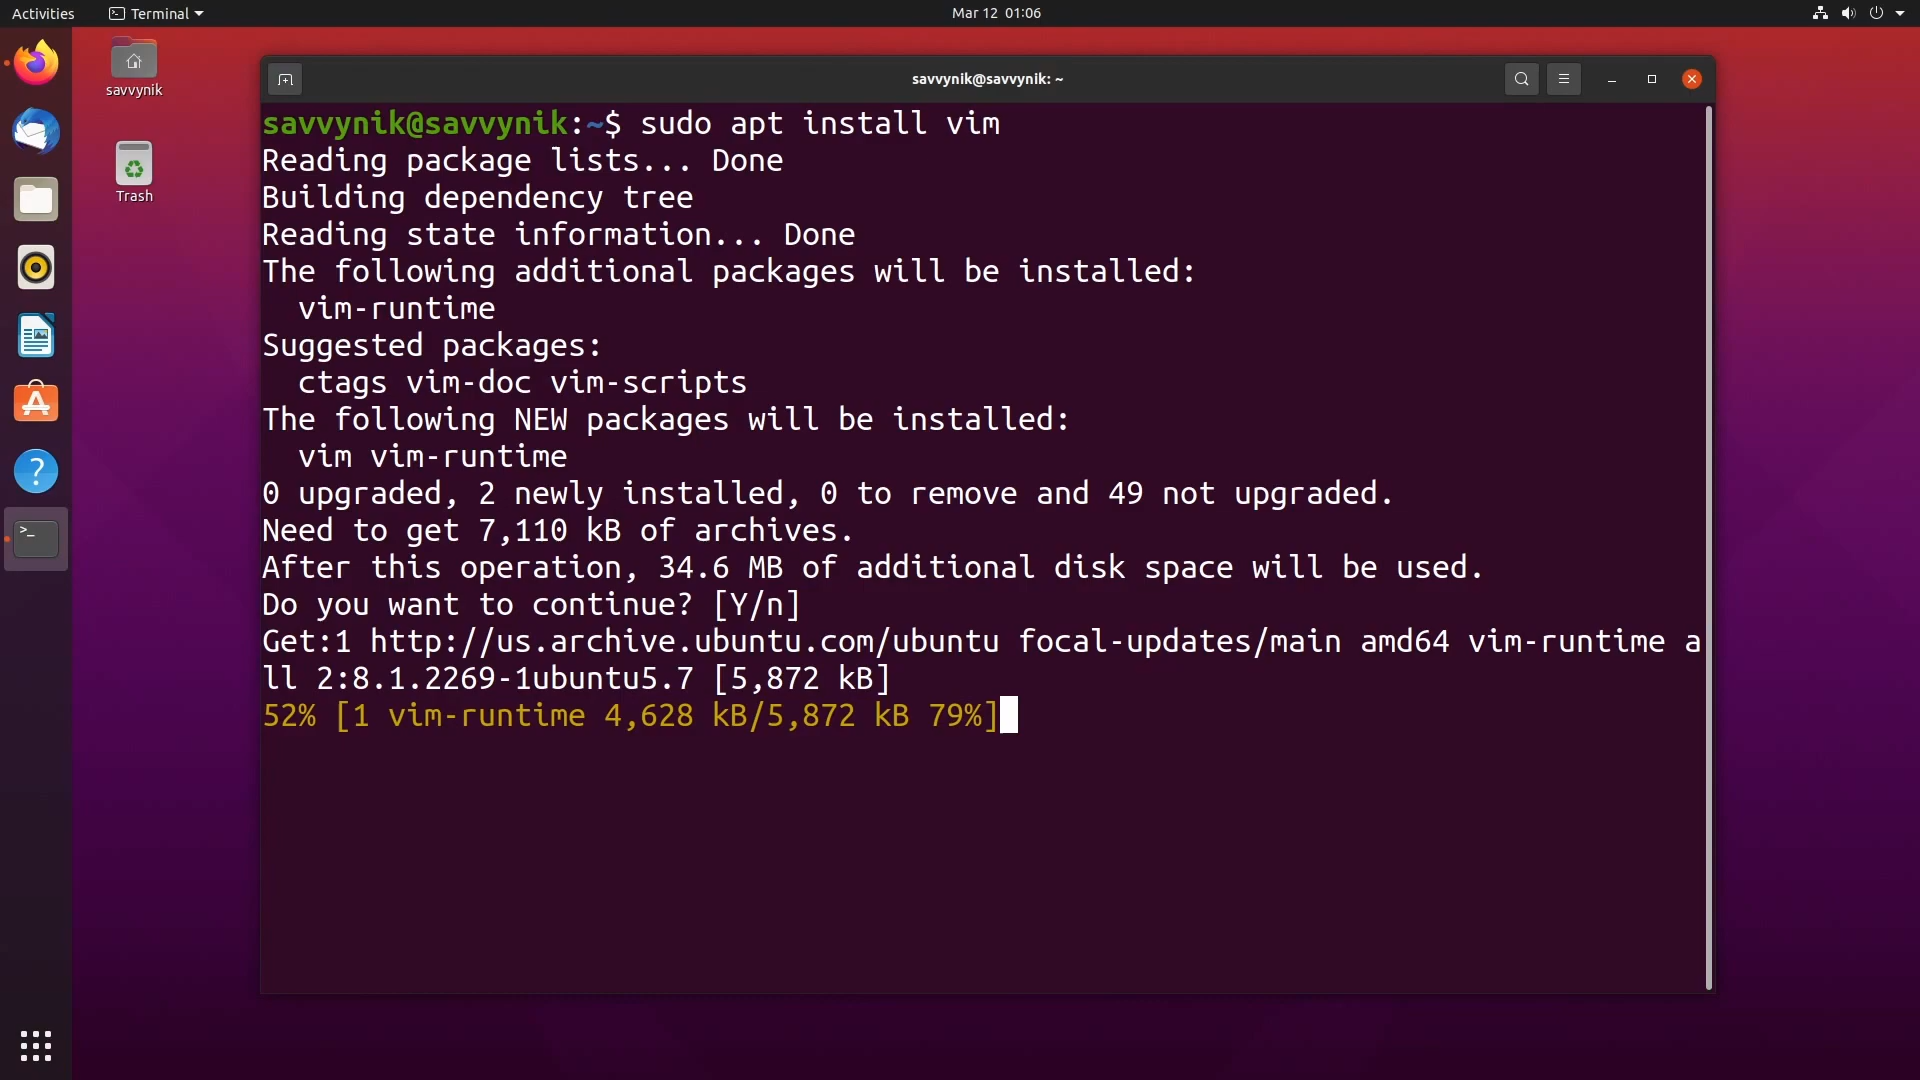 Activities
Terminal
Mar 12 01:06
savvynik
Trash
savvynik@savvynik: ~
savvynik@savvynik:~$ sudo apt install vim
Reading package lists... Done
Building dependency tree
Reading state information... Done
The following additional packages will be installed:
  vim-runtime
Suggested packages:
  ctags vim-doc vim-scripts
The following NEW packages will be installed:
  vim vim-runtime
0 upgraded, 2 newly installed, 0 to remove and 49 not upgraded.
Need to get 7,110 kB of archives.
After this operation, 34.6 MB of additional disk space will be used.
Do you want to continue? [Y/n]
Get:1 http://us.archive.ubuntu.com/ubuntu focal-updates/main amd64 vim-runtime a
ll 2:8.1.2269-1ubuntu5.7 [5,872 kB]
52% [1 vim-runtime 4,628 kB/5,872 kB 79%]